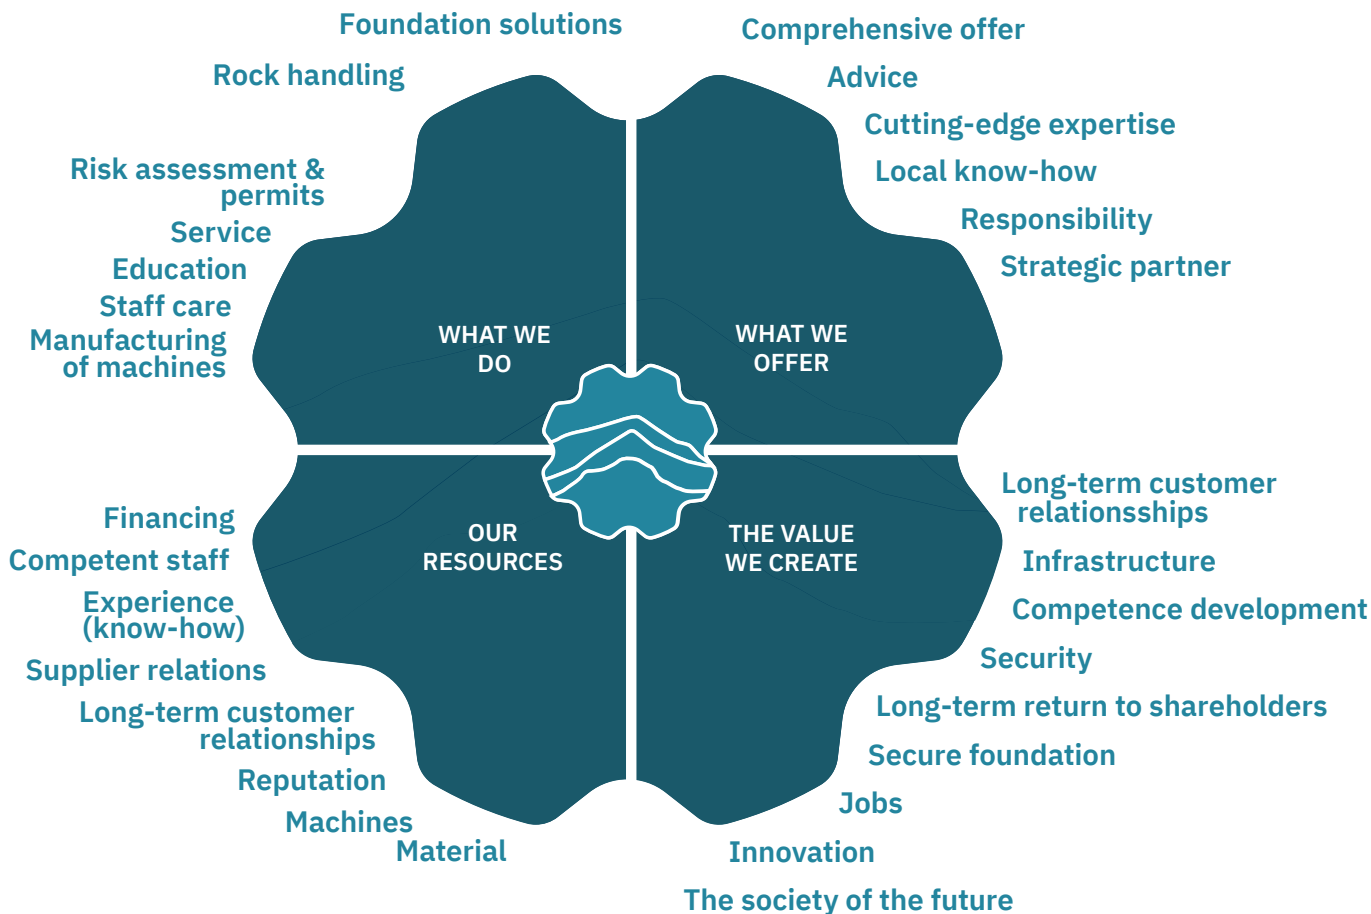 Foundation solutions
Rock handling
Risk assessment &
permits
Service
Education
Staff care
Manufacturing
of machines
WHAT WE
DO
Comprehensive offer
Advice
Cutting-edge expertise
Local know-how
Responsibility
Strategic partner
WHAT WE
OFFER
Financing
Competent staff
Experience
(know-how)
Supplier relations
Long-term customer
relationships
Reputation
Machines
Material
OUR
RESOURCES
THE VALUE
WE CREATE
Long-term customer
relationsships
Infrastructure
Competence development
Security
Long-term return to shareholders
Secure foundation
Jobs
Innovation
The society of the future